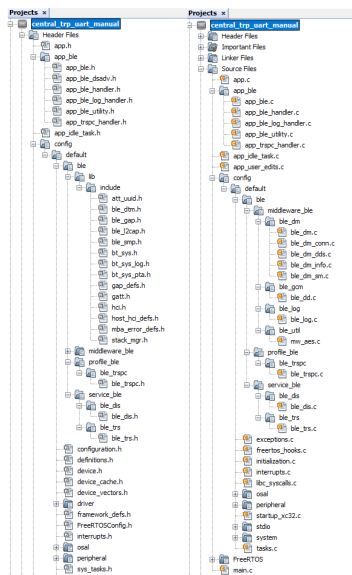 Projects ×
central_trp_uart_manual
Header Files
app.h
app_ble
app_ble.h
app_ble_dsadv.h
app_ble_handler.h
app_ble_log_handler.h
app_ble_utility.h
app_trspc_handler.h
app_idle_task.h
config
default
ble
lib
include
att_uuid.h
ble_dtm.h
ble_gap.h
ble_l2cap.h
ble_smp.h
bt_sys.h
bt_sys_log.h
bt_sys_pta.h
gap_defs.h
gatt.h
hci.h
host_hci_defs.h
mba_error_defs.h
stack_mgr.h
middleware_ble
profile_ble
ble_trspc
ble_trspc.h
service_ble
ble_dis
ble_dis.h
ble_trs
ble_trs.h
configuration.h
definitions.h
device.h
device_cache.h
device_vectors.h
driver
framework_defs.h
FreeRTOSConfig.h
interrupts.h
osal
peripheral
sys_tasks.h
Projects ×
central_trp_uart_manual
Header Files
Important Files
Linker Files
Source Files
app.c
app_ble
app_ble.c
app_ble_handler.c
app_ble_log_handler.c
app_ble_utility.c
app_trspc_handler.c
app_idle_task.c
app_user_edits.c
config
default
ble
middleware_ble
ble_dm
ble_dm.c
ble_dm_conn.c
ble_dm_dds.c
ble_dm_info.c
ble_dm_sm.c
ble_gcm
ble_dd.c
ble_log
ble_log.c
ble_util
mw_aes.c
profile_ble
ble_trspc
ble_trspc.c
service_ble
ble_dis
ble_dis.c
ble_trs
ble_trs.c
exceptions.c
freertos_hooks.c
initialization.c
interrupts.c
libc_syscalls.c
osal
peripheral
startup_xc32.c
stdio
system
tasks.c
FreeRTOS
main.c